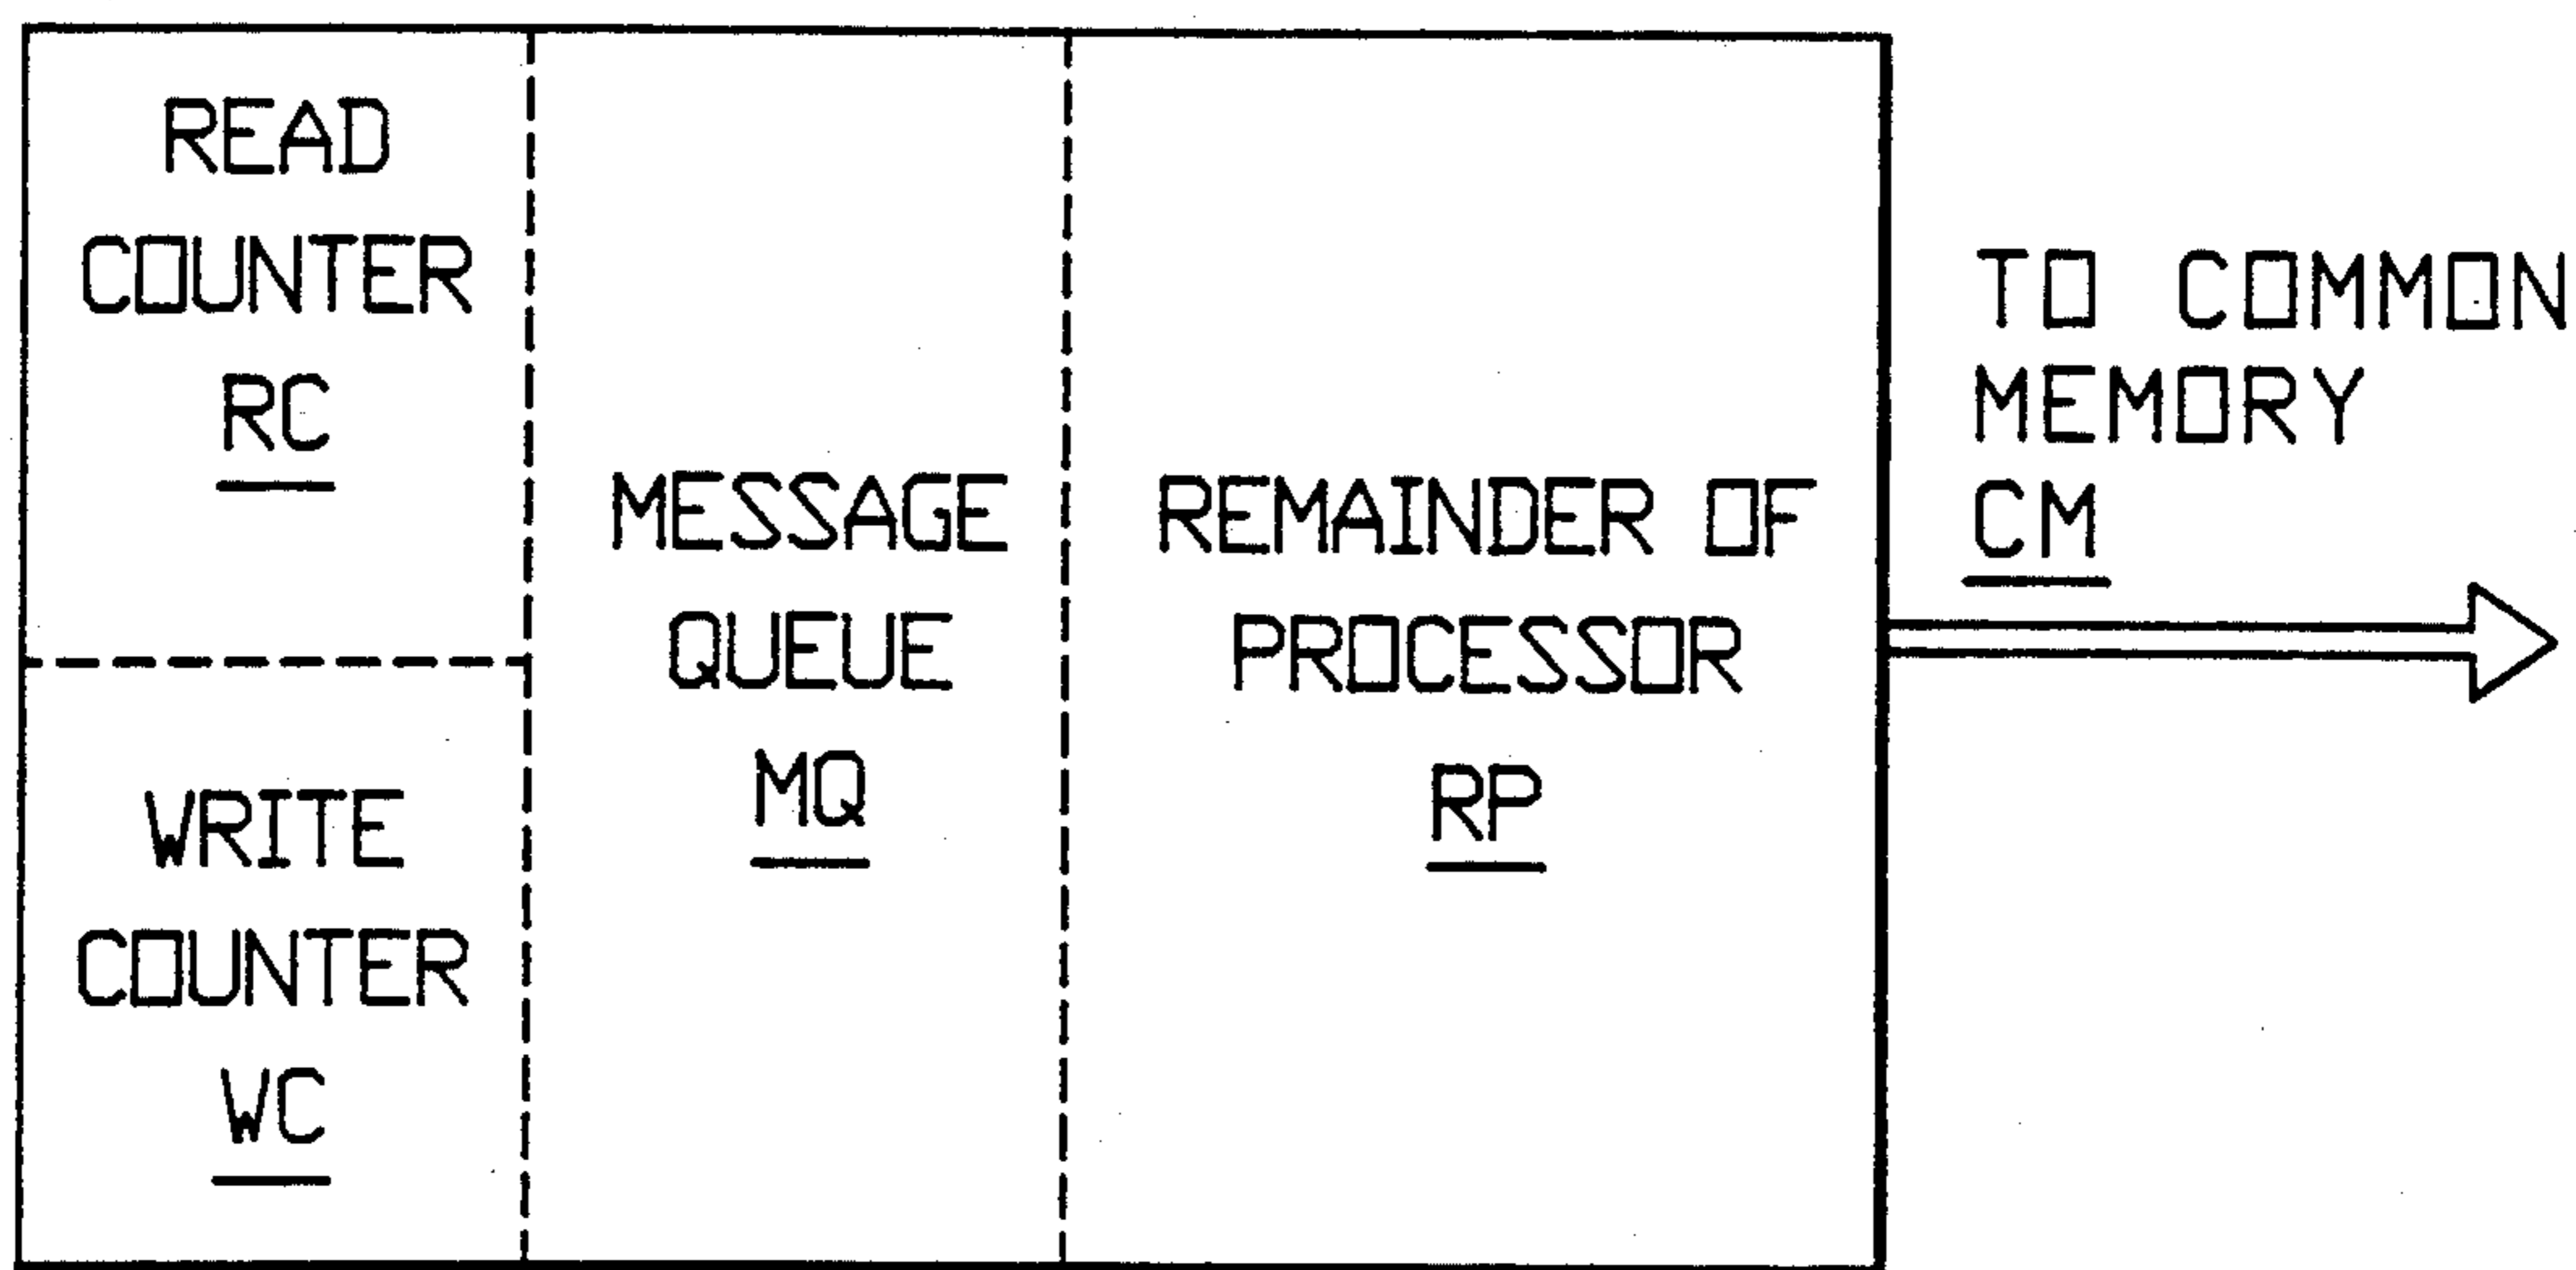 READ
COUNTER
RC
WRITE
COUNTER
WC
MESSAGE
QUEUE
MQ
REMAINDER OF
PROCESSOR
RP
TO COMMON
MEMORY
CM